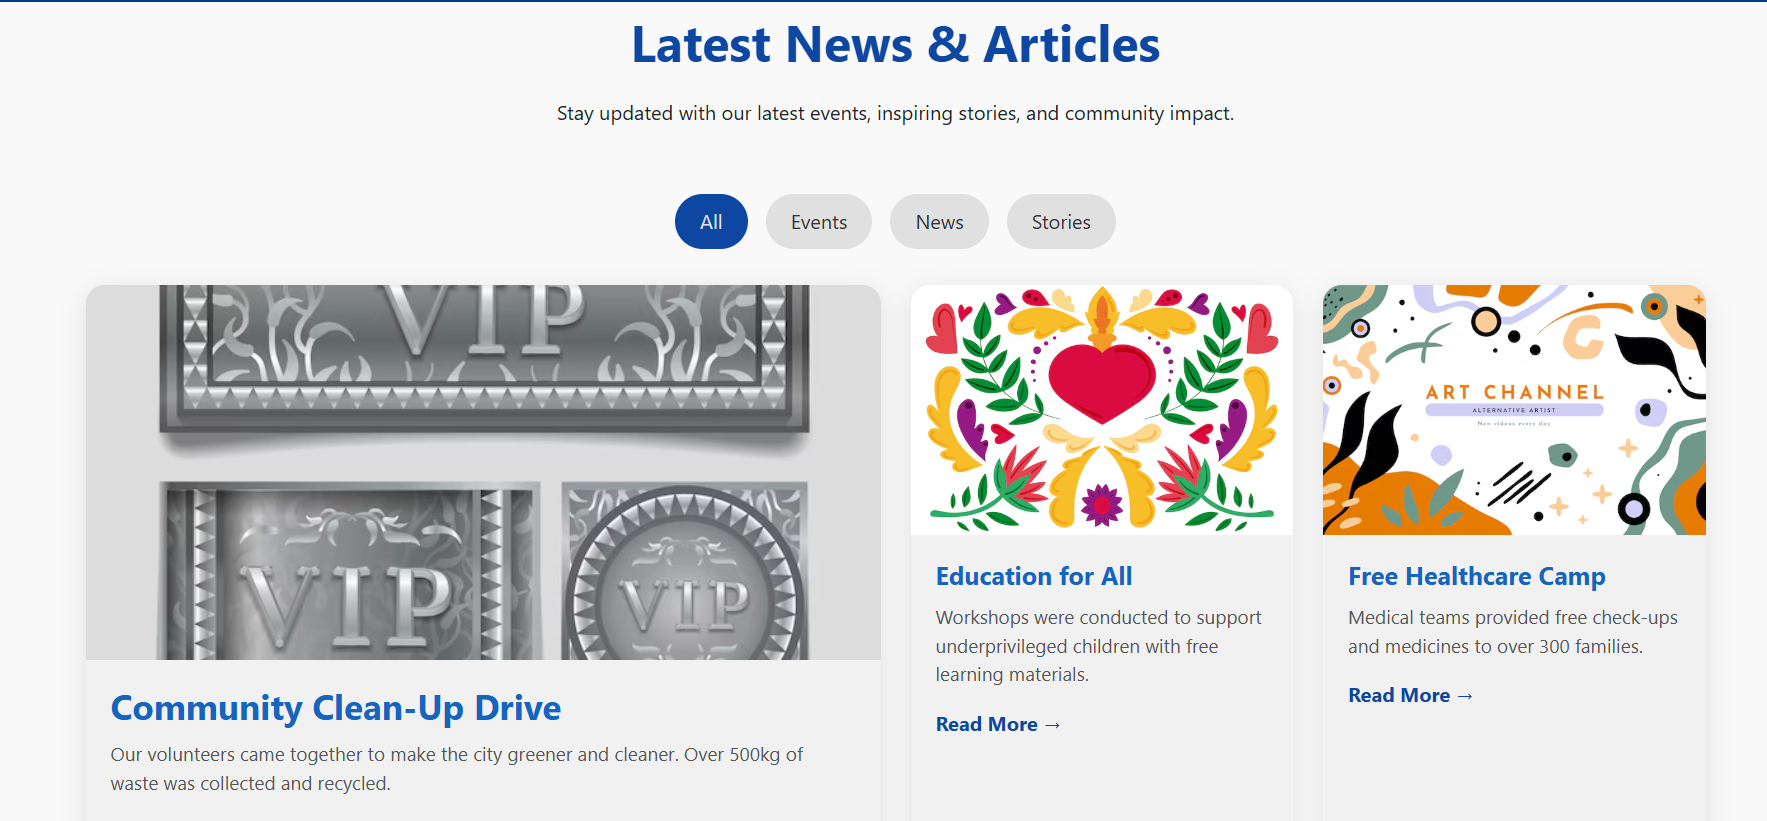 Latest News & Articles
Stay updated with our latest events, inspiring stories, and community impact.
All
Events
News
Stories
VIP
VIP
VIP
Community Clean-Up Drive
Our volunteers came together to make the city greener and cleaner. Over 500kg of
waste was collected and recycled.
Education for All
Workshops were conducted to support
underprivileged children with free
learning materials.
Read More →
ART CHANNEL
ALTERNATIVE ARTIST
New videos every day
Free Healthcare Camp
Medical teams provided free check-ups
and medicines to over 300 families.
Read More →